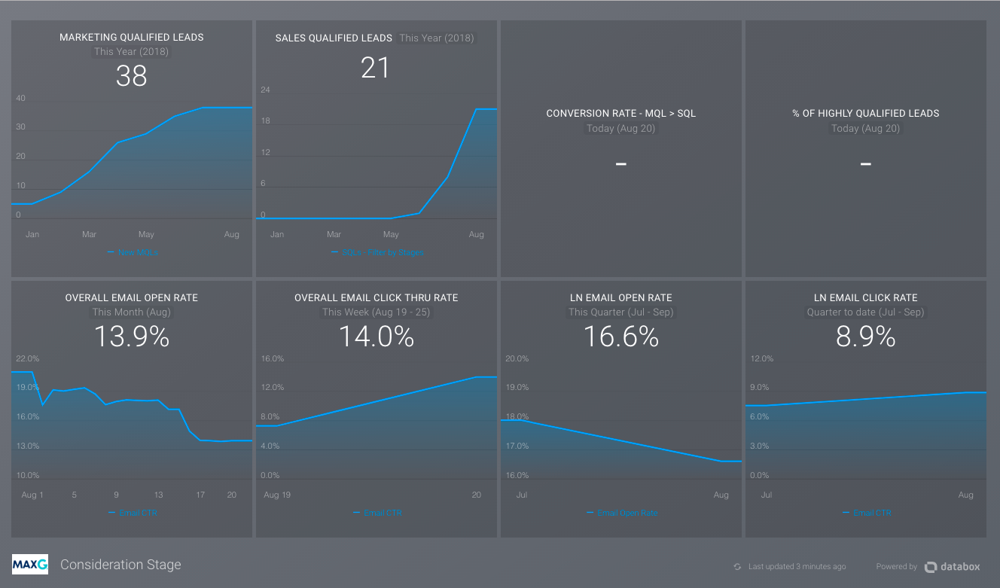 MARKETING QUALIFIED LEADS
This Year (2018)
38
40
30
20
10
0
Jan Mar May Aug
New MQLs
SALES QUALIFIED LEADS This Year (2018)
21
24
18
12
6
0
Jan Mar May Aug
Stages
CONVERSION RATE - MQL > SQL
Today (Aug 20)
–
% OF HIGHLY QUALIFIED LEADS
Today (Aug 20)
–
OVERALL EMAIL OPEN RATE
This Month (Aug)
13.9%
22.0%
19.0%
16.0%
13.0%
10.0%
Aug 1 5 9 13 17 20
Email CTR
OVERALL EMAIL CLICK THRU RATE
This Week (Aug 19 - 25)
14.0%
16.0%
12.0%
8.0%
4.0%
0.0%
Aug 19 20
Email CTR
LN EMAIL OPEN RATE
This Quarter (Jul - Sep)
16.6%
20.0%
19.0%
18.0%
17.0%
16.0%
Jul Aug
Email Open Rate
LN EMAIL CLICK RATE
Quarter to date (Jul - Sep)
8.9%
12.0%
9.0%
6.0%
3.0%
0.0%
Jul Aug
Email CTR
MAXG Consideration Stage
Last updated 3 minutes ago Powered by databox